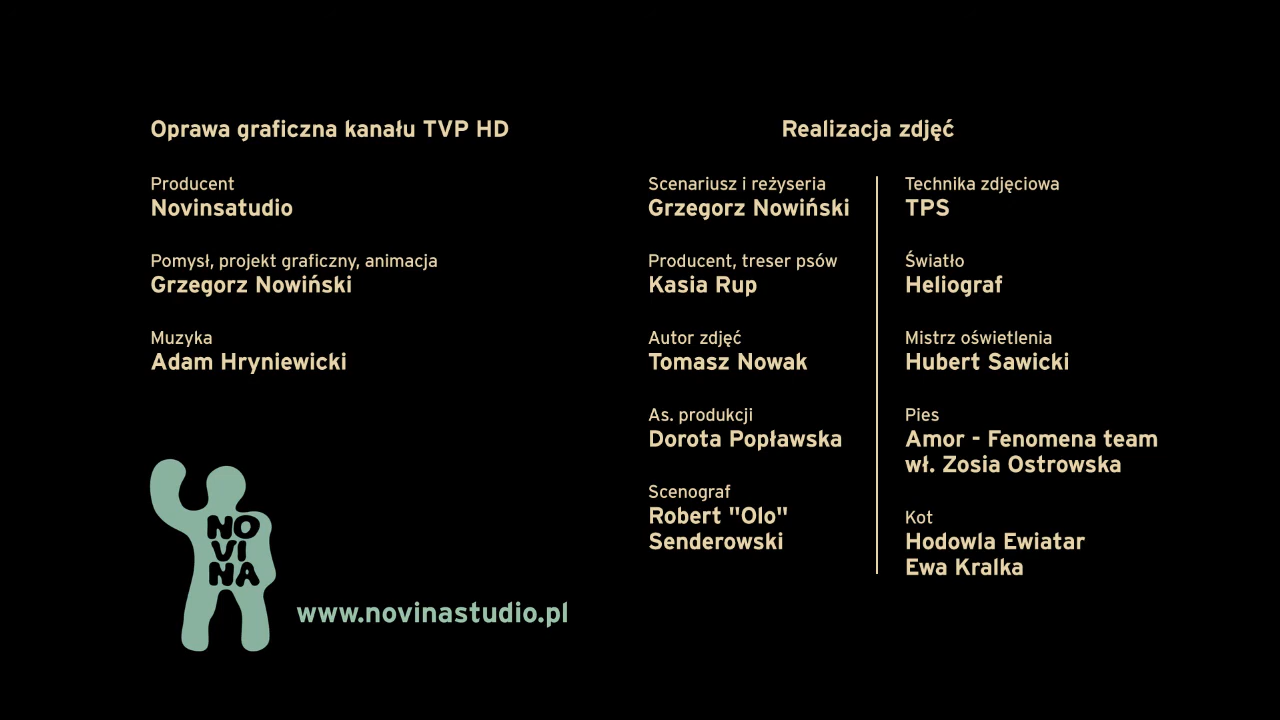 Oprawa graficzna kanału TVP HD
Producent
Novinsatudio
Pomysł, projekt graficzny, animacja
Grzegorz Nowiński
Muzyka
Adam Hryniewicki
NO
VI
NA
www.novinastudio.pl
Realizacja zdjęć
Scenariusz i reżyseria
Grzegorz Nowiński
Producent, treser psów
Kasia Rup
Autor zdjęć
Tomasz Nowak
As. produkcji
Dorota Popławska
Scenograf
Robert "Olo"
Senderowski
Technika zdjęciowa
TPS
Światło
Heliograf
Mistrz oświetlenia
Hubert Sawicki
Pies
Amor - Fenomena team
wł. Zosia Ostrowska
Kot
Hodowla Ewiatar
Ewa Kralka